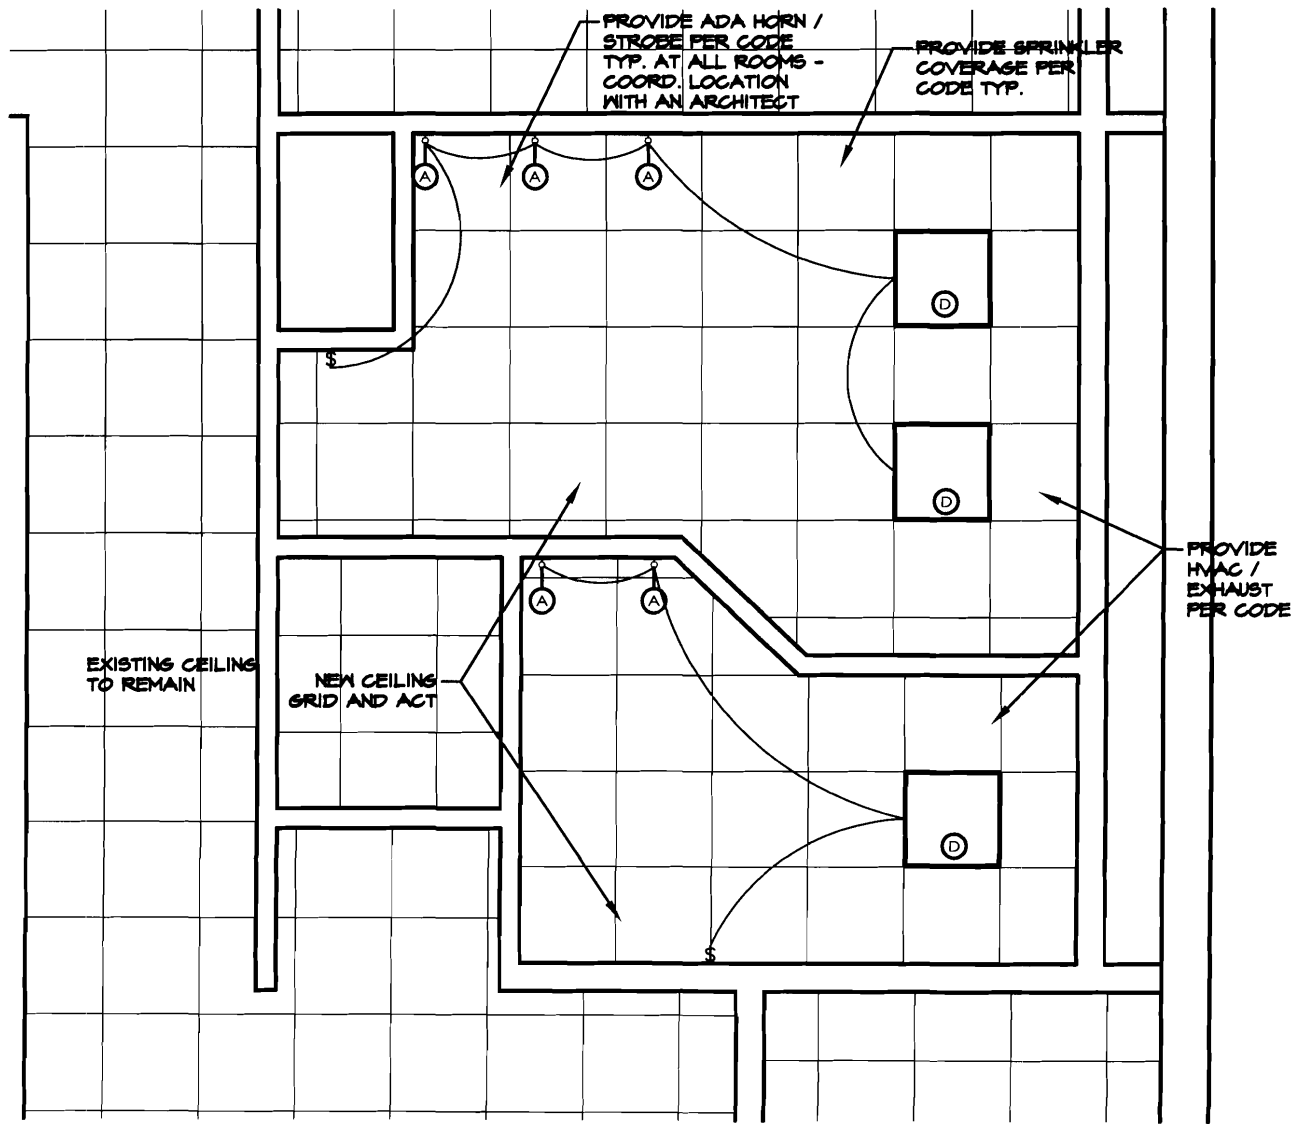 PROVIDE ADA HORN /
STROBE PER CODE
TYP. AT ALL ROOMS -
COORD. LOCATION
WITH AN ARCHITECT
PROVIDE SPRINKLER
COVERAGE PER
CODE TYP.
A
A
A
D
$
D
PROVIDE
HVAC /
EXHAUST
PER CODE
A
A
EXISTING CEILING
TO REMAIN
NEW CEILING
GRID AND ACT
D
$